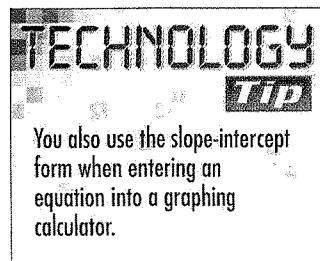 TECHNOLOGY
Tip
You also use the slope-intercept
form when entering an
equation into a graphing
calculator.